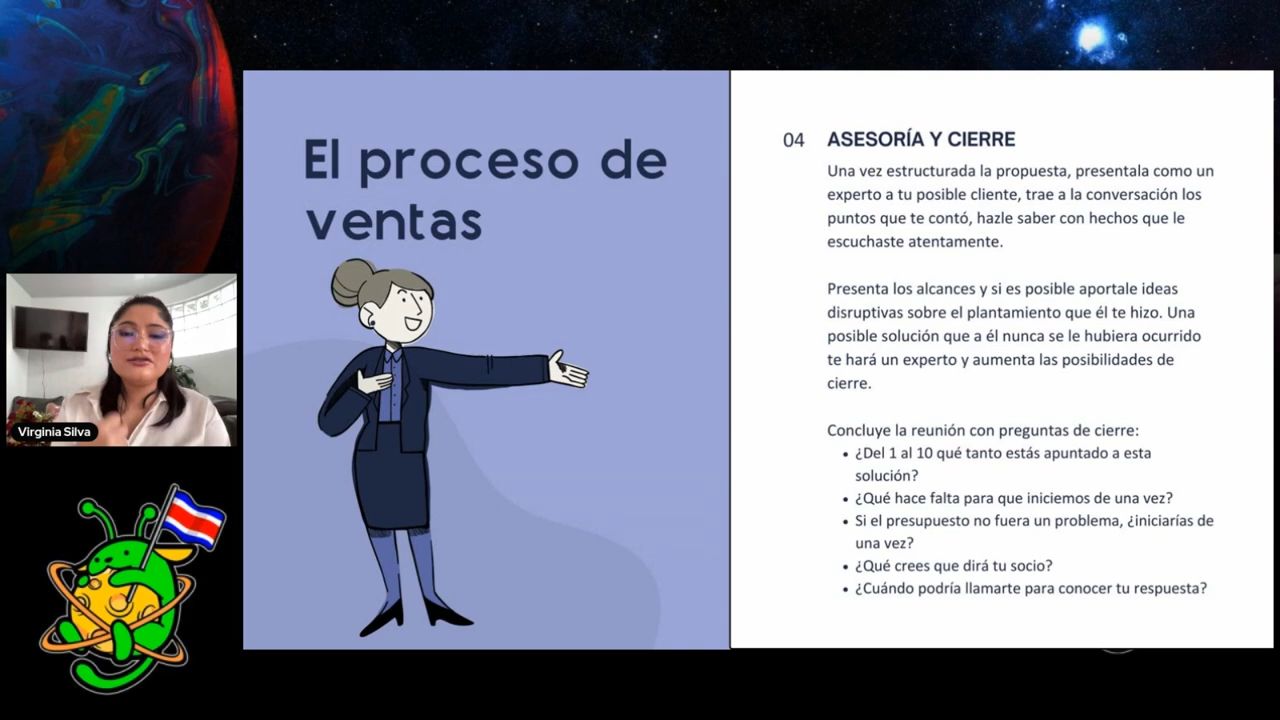 El proceso de
ventas
04 ASESORÍA Y CIERRE
Una vez estructurada la propuesta, presentala como un
experto a tu posible cliente, trae a la conversación los
puntos que te contó, hazle saber con hechos que le
escuchaste atentamente.
Presenta los alcances y si es posible aportale ideas
disruptivas sobre el plantamiento que él te hizo. Una
posible solución que a él nunca se le hubiera ocurrido
te hará un experto y aumenta las posibilidades de
cierre.
Concluye la reunión con preguntas de cierre:
• ¿Del 1 al 10 qué tanto estás apuntado a esta
solución?
• ¿Qué hace falta para que iniciemos de una vez?
• Si el presupuesto no fuera un problema, ¿iniciarías de
una vez?
• ¿Qué crees que dirá tu socio?
• ¿Cuándo podría llamarte para conocer tu respuesta?
Virginia Silva